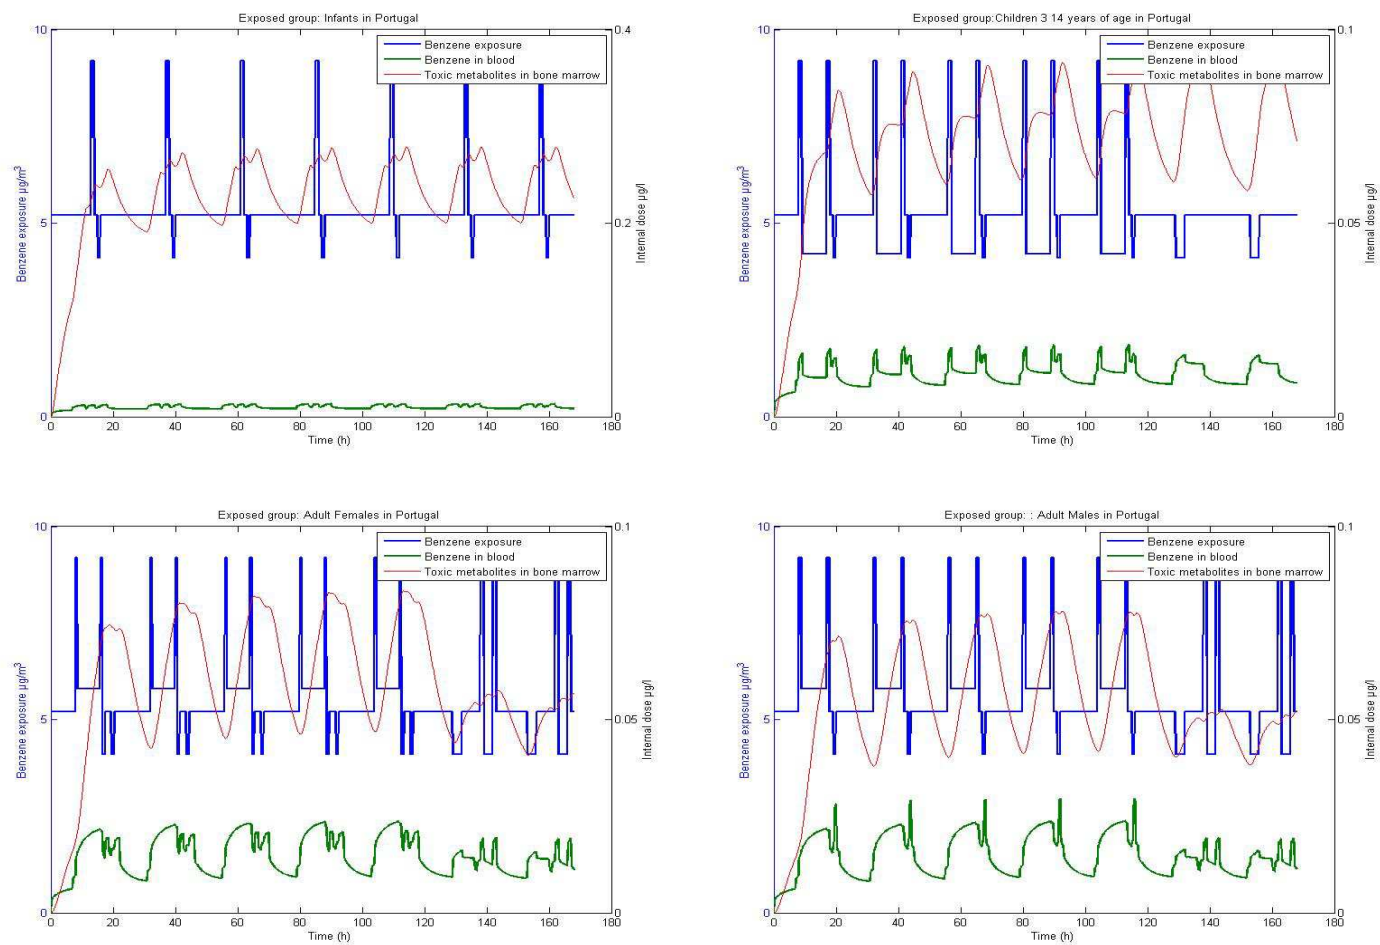 Exposed group: Infants in Portugal
10
5
0
0.4
0.2
0
Benzene exposure µg/m³
Internal dose µg/l
Benzene exposure
Benzene in blood
Toxic metabolites in bone marrow
0 20 40 60 80 100 120 140 160 180
Time (h)
Exposed group:Children 3 14 years of age in Portugal
10
5
0
0.1
0.05
0
Benzene exposure µg/m³
Internal dose µg/l
Benzene exposure
Benzene in blood
Toxic metabolites in bone marrow
0 20 40 60 80 100 120 140 160 180
Time (h)
Exposed group: Adult Females in Portugal
10
5
0
0.1
0.05
0
Benzene exposure µg/m³
Internal dose µg/l
Benzene exposure
Benzene in blood
Toxic metabolites in bone marrow
0 20 40 60 80 100 120 140 160 180
Time (h)
Exposed group: : Adult Males in Portugal
10
5
0
0.1
0.05
0
Benzene exposure µg/m³
Internal dose µg/l
Benzene exposure
Benzene in blood
Toxic metabolites in bone marrow
0 20 40 60 80 100 120 140 160 180
Time (h)